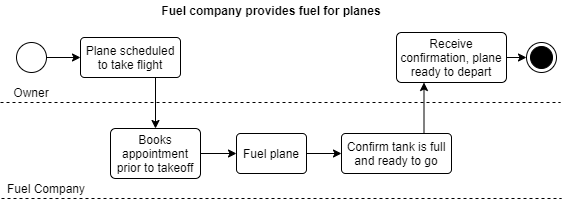 Fuel company provides fuel for planes
Plane scheduled
to take flight
Receive
confirmation, plane
ready to depart
Owner
Books
appointment
prior to takeoff
Fuel plane
Confirm tank is full
and ready to go
Fuel Company